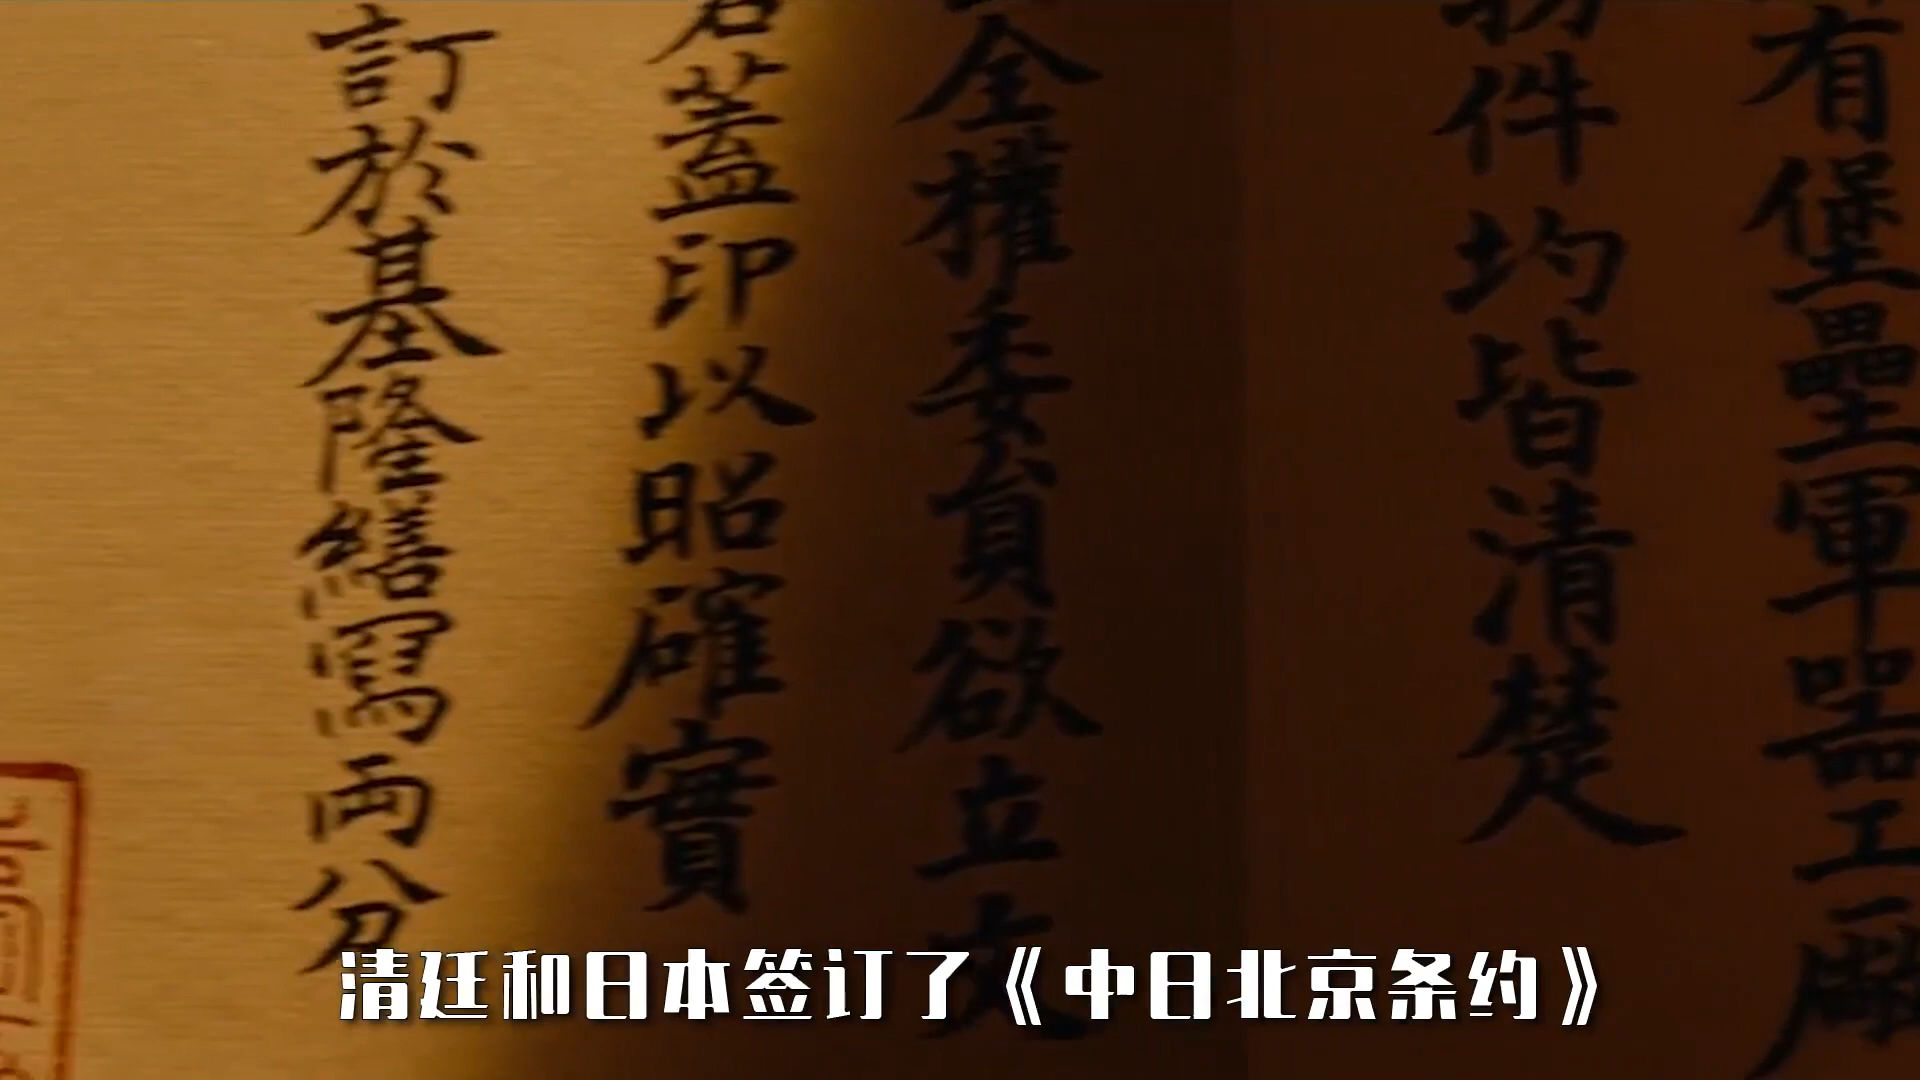 有堡壘軍器工廠
物件均皆清楚
全權委員欲立文
名蓋印以昭確實
訂於基隆繕寫兩分
清廷和日本签订了《中日北京条约》